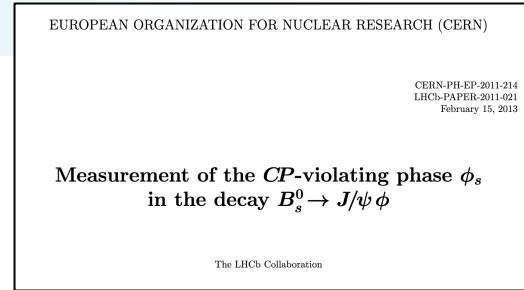 EUROPEAN ORGANIZATION FOR NUCLEAR RESEARCH (CERN)
CERN-PH-EP-2011-214
LHCb-PAPER-2011-021
February 15, 2013
Measurement of the CP-violating phase ϕₛ
in the decay B⁰ₛ → J/ψ ϕ
The LHCb Collaboration